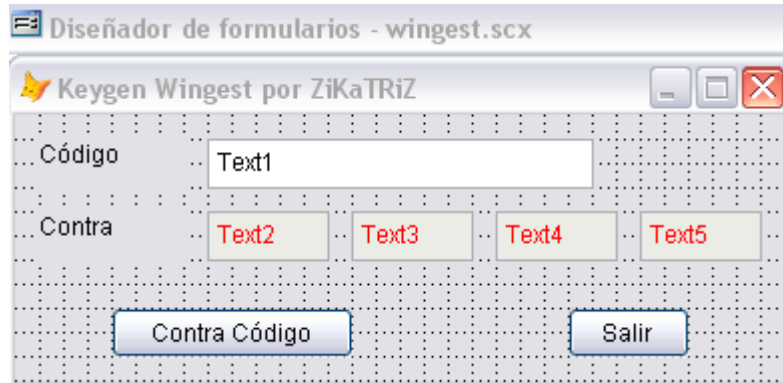 Diseñador de formularios - wingest.scx
Keygen Wingest por ZiKaTRiZ
Código Text1
Contra Text2 Text3 Text4 Text5
Contra Código Salir